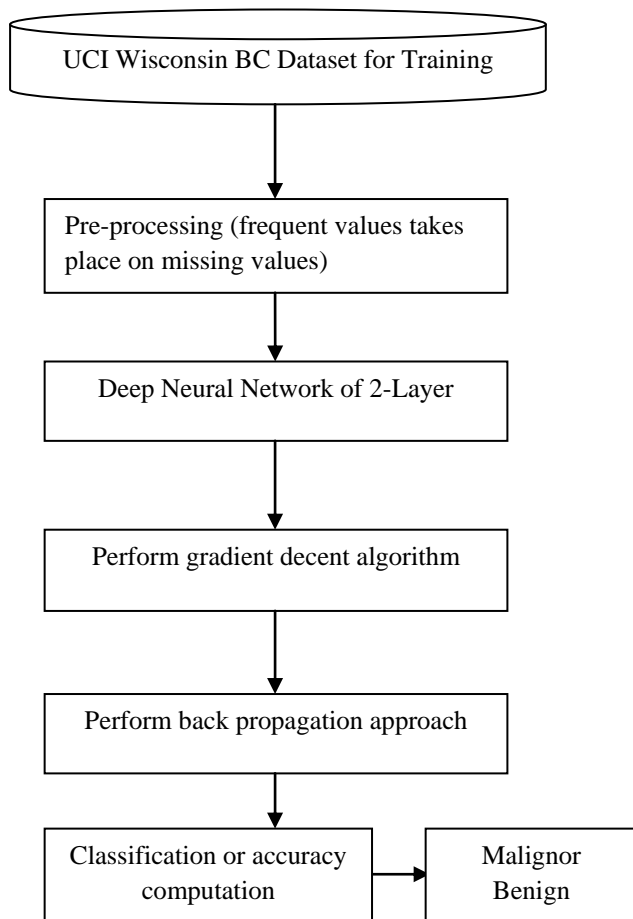 UCI Wisconsin BC Dataset for Training
Pre-processing (frequent values takes
place on missing values)
Deep Neural Network of 2-Layer
Perform gradient decent algorithm
Perform back propagation approach
Classification or accuracy
computation
Malignor
Benign